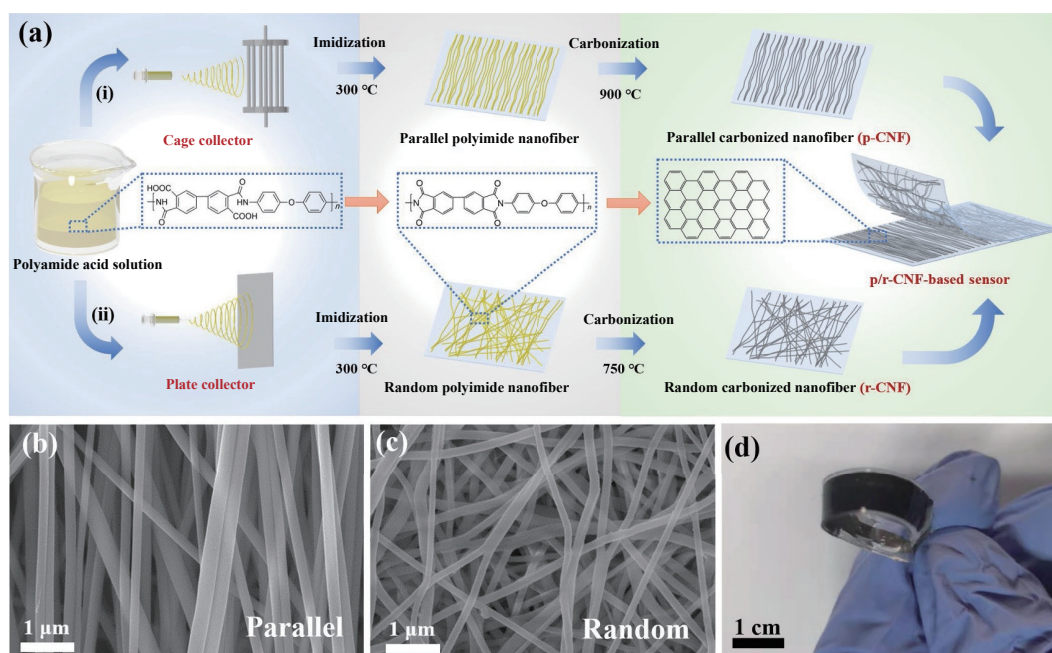 (a)
Imidization
Carbonization
(i)
300 °C
900 °C
Cage collector
Parallel polyimide nanofiber
Parallel carbonized nanofiber (p-CNF)
HOOC
O
NH
O
O
HN
COOH
O
n
O
O
N
O
O
N
O
n
Polyamide acid solution
p/r-CNF-based sensor
(ii)
Imidization
Carbonization
300 °C
750 °C
Plate collector
Random polyimide nanofiber
Random carbonized nanofiber (r-CNF)
(b)
1 μm
Parallel
(c)
1 μm
Random
(d)
1 cm